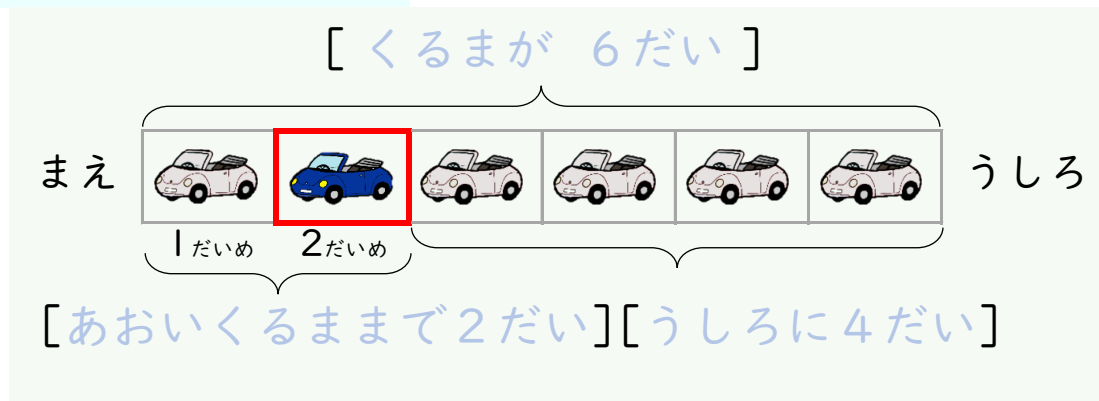 [ くるまが 6だい ]
まえ うしろ
1だいめ 2だいめ
[あおいくるままで2だい][うしろに4だい]